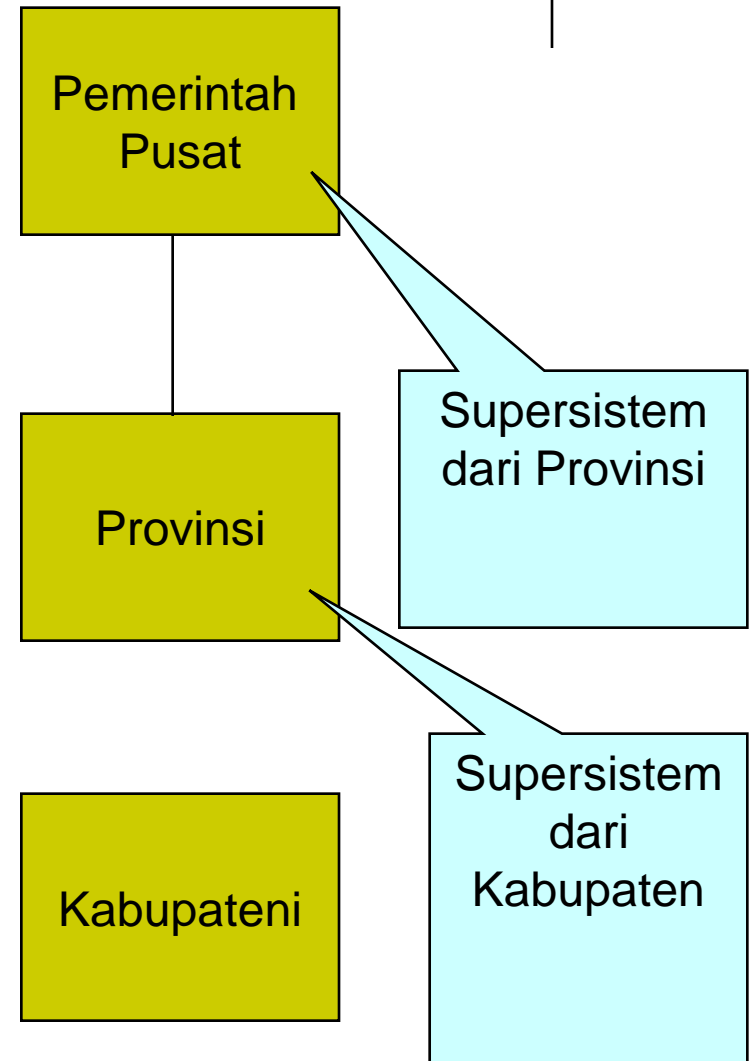 Pemerintah
Pusat
Supersistem
dari Provinsi
Provinsi
Supersistem
dari
Kabupaten
Kabupateni